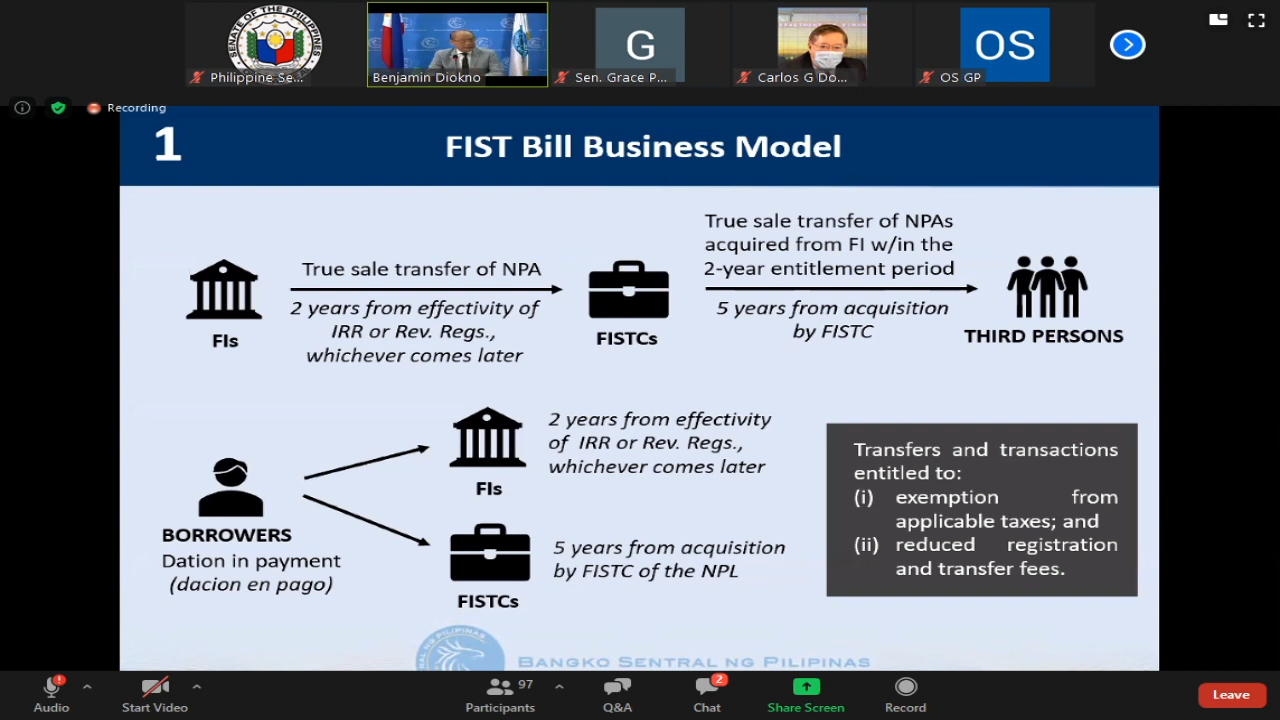 SENATE OF THE PHILIPPINES
G
OS
Philippine Se...
Benjamin Diokno
Sen. Grace P...
Carlos G Do...
OS GP
Recording
1
FIST Bill Business Model
True sale transfer of NPA
2 years from effectivity of
IRR or Rev. Regs.,
whichever comes later
FIs
FISTCs
True sale transfer of NPAs
acquired from FI w/in the
2-year entitlement period
5 years from acquisition
by FISTC
THIRD PERSONS
BORROWERS
Dation in payment
(dacion en pago)
FIs
2 years from effectivity
of IRR or Rev. Regs.,
whichever comes later
FISTCs
5 years from acquisition
by FISTC of the NPL
Transfers and transactions
entitled to:
(i) exemption from
applicable taxes; and
(ii) reduced registration
and transfer fees.
BANGKO SENTRAL NG PILIPINAS
Audio
Start Video
97
Participants
Q&A
2
Chat
Share Screen
Record
Leave